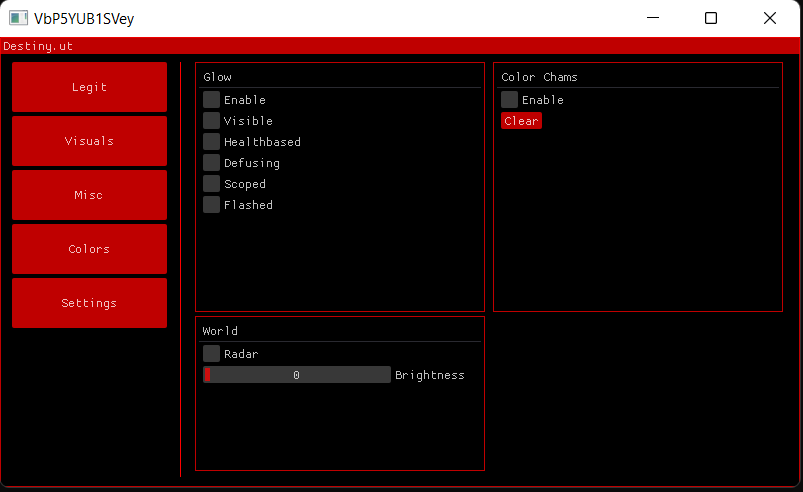 VbP5YUB1SVey
Destiny.ut
Legit
Visuals
Misc
Colors
Settings
Glow
Enable
Visible
Healthbased
Defusing
Scoped
Flashed
Color Chams
Enable
Clear
World
Radar
0 Brightness